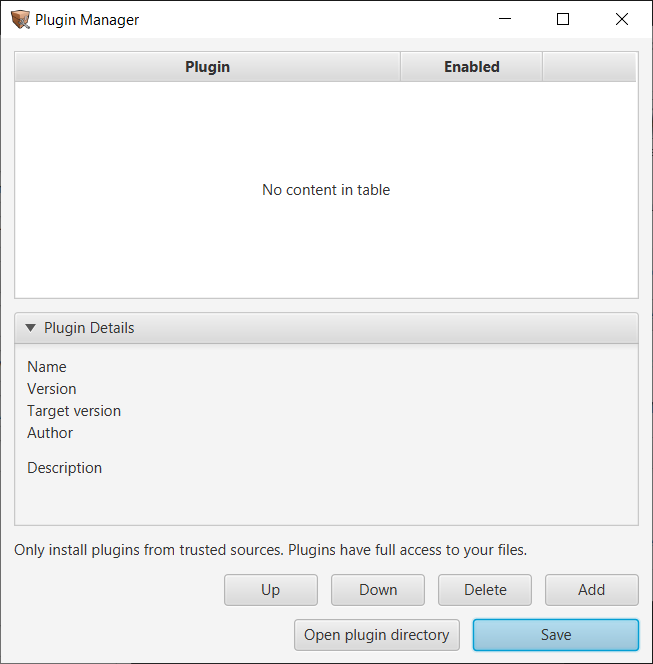 Plugin Manager
Plugin Enabled
No content in table
Plugin Details
Name
Version
Target version
Author
Description
Only install plugins from trusted sources. Plugins have full access to your files.
Up Down Delete Add
Open plugin directory Save